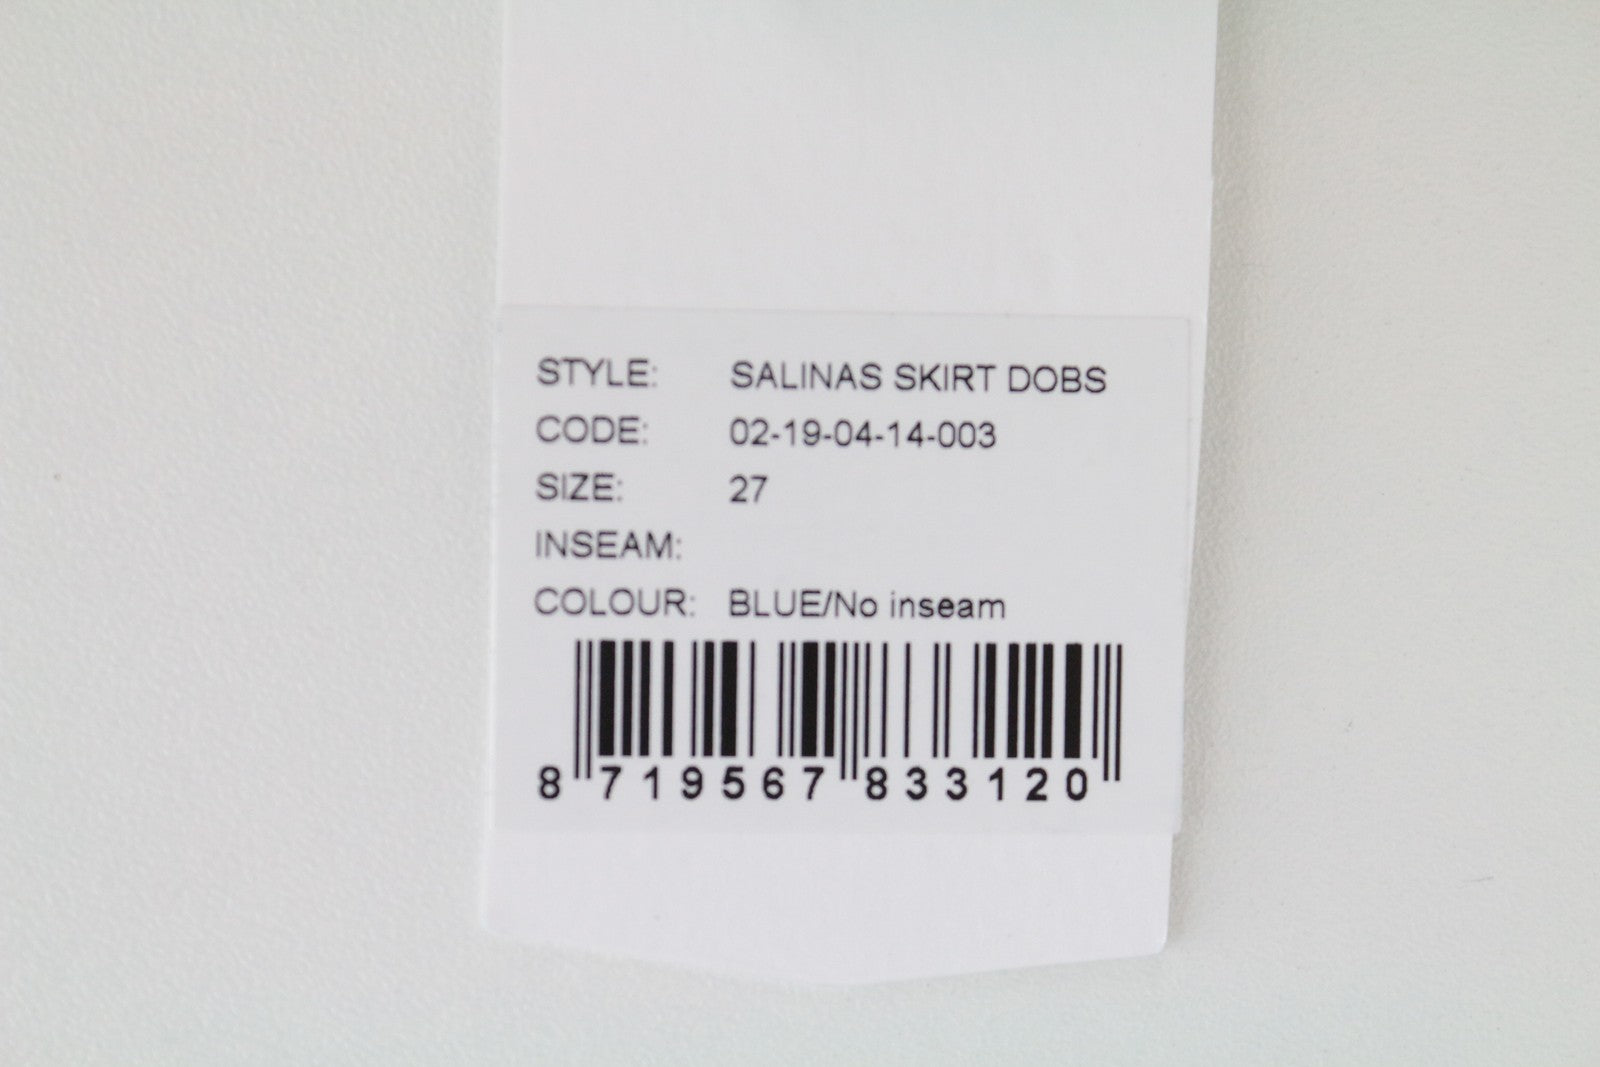 STYLE: SALINAS SKIRT DOBS
CODE: 02-19-04-14-003
SIZE: 27
INSEAM:
COLOUR: BLUE/No inseam
8 719567 833120